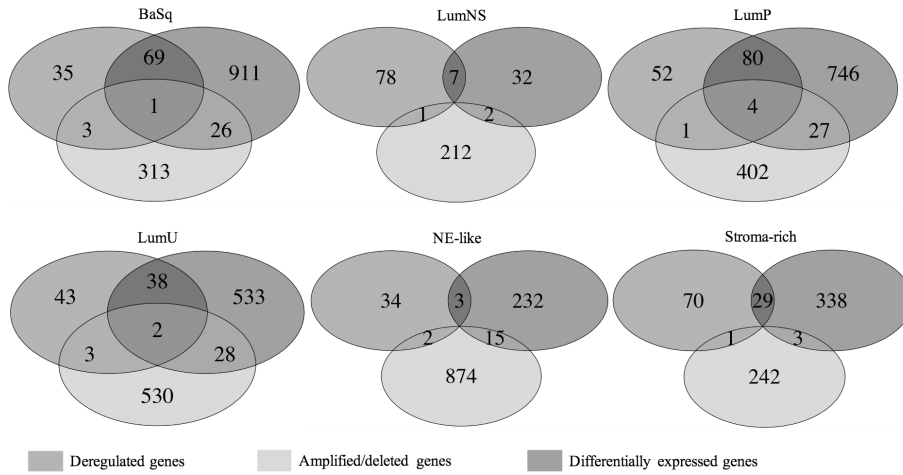 BaSq LumNS LumP
69 80
35 911 78 7 32 52 746
1 4
3 26 1 2 1 27
313 212 402
LumU NE-like Stroma-rich
38
43 533 34 3 232 70 29 338
2
3 28 2 15 1 3
530 874 242
Deregulated genes Amplified/deleted genes Differentially expressed genes